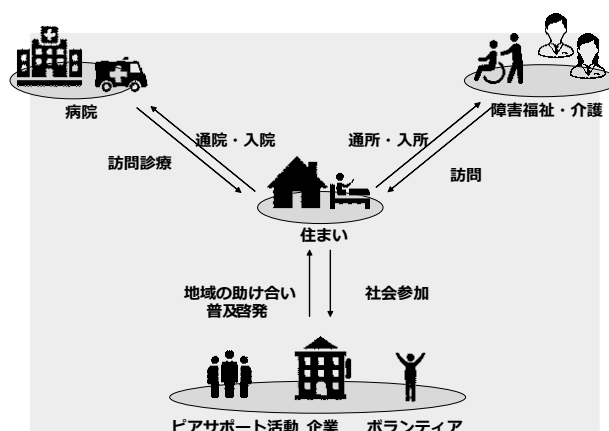 病院
障害福祉・介護
通院・入院
通所・入所
訪問診療
訪問
住まい
地域の助け合い
普及啓発
社会参加
ピアサポート活動 企業 ボランティア